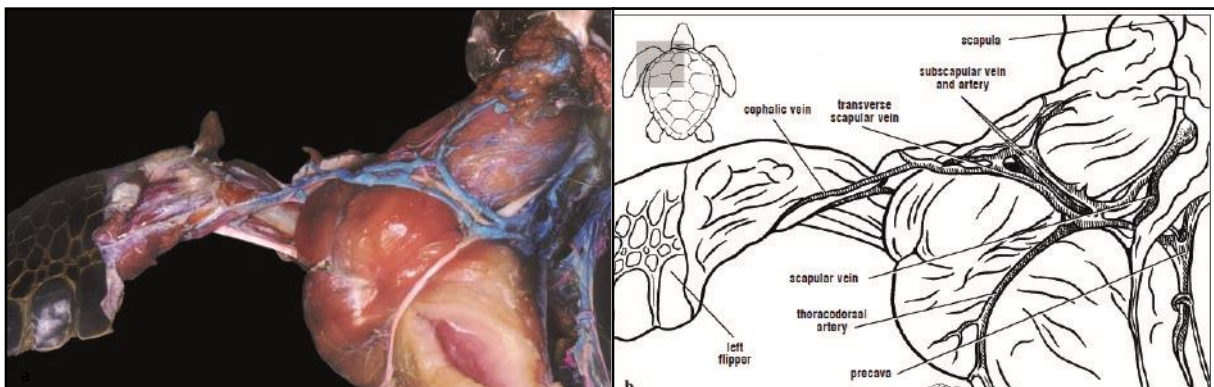 scapula
subscapular vein
and artery
transverse
scapular vein
cephalic vein
scapular vein
thoracodorsal
artery
left
flipper
precava
a